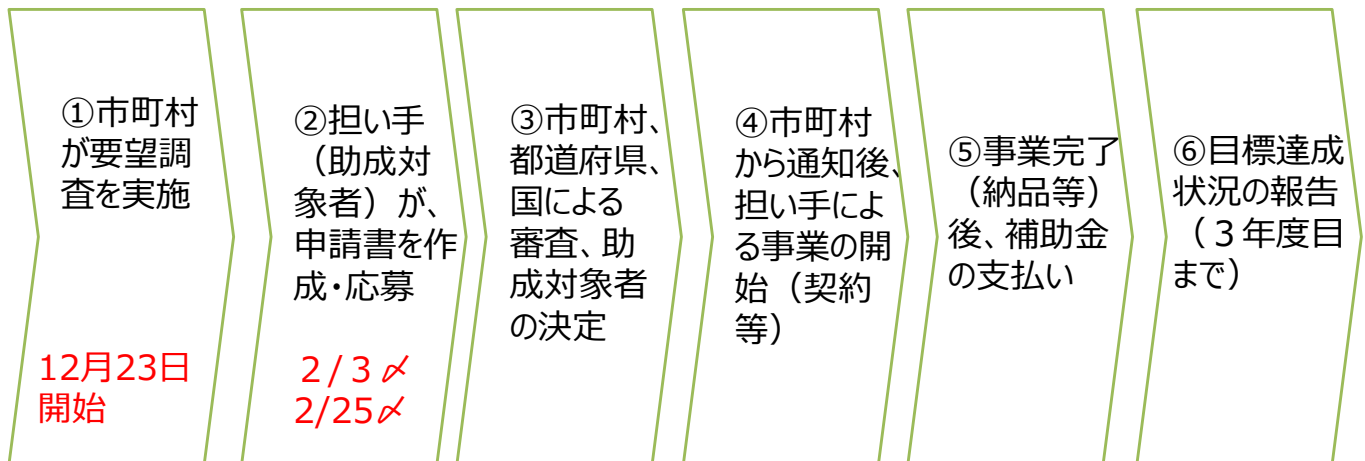 ①市町村
が要望調
査を実施
12月23日
開始
②担い手
（助成対
象者）が、
申請書を作
成・応募
２/３〆
2/25〆
③市町村、
都道府県、
国による
審査、助
成対象者
の決定
④市町村
から通知後、
担い手によ
る事業の開
始（契約
等）
⑤事業完了
（納品等）
後、補助金
の支払い
⑥目標達成
状況の報告
（３年度目
まで）